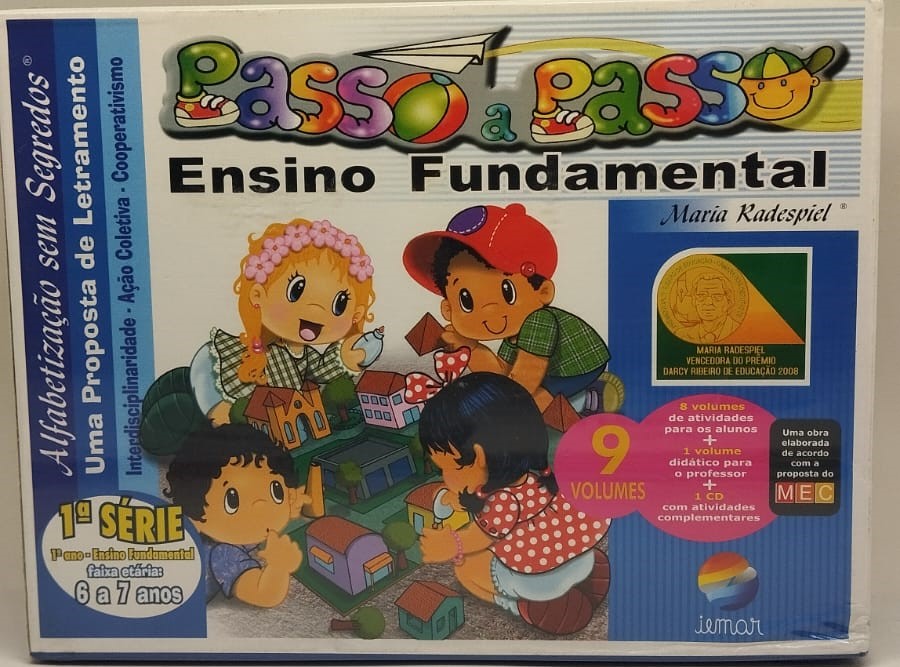 Passo a Passo
Ensino Fundamental
Maria Radespiel ®
Alfabetização sem Segredos ®
Uma Proposta de Letramento
Interdisciplinaridade - Ação Coletiva - Cooperativismo
MARIA RADESPIEL
VENCEDORA DO PRÊMIO
DARCY RIBEIRO DE EDUCAÇÃO 2008
9
VOLUMES
8 volumes
de atividades
para os alunos
+
1 volume
didático para
o professor
+
1 CD
com atividades
complementares
Uma obra
elaborada
de acordo
com a
proposta do
MEC
1ª SÉRIE
1º ano - Ensino Fundamental
faixa etária:
6 a 7 anos
iemar